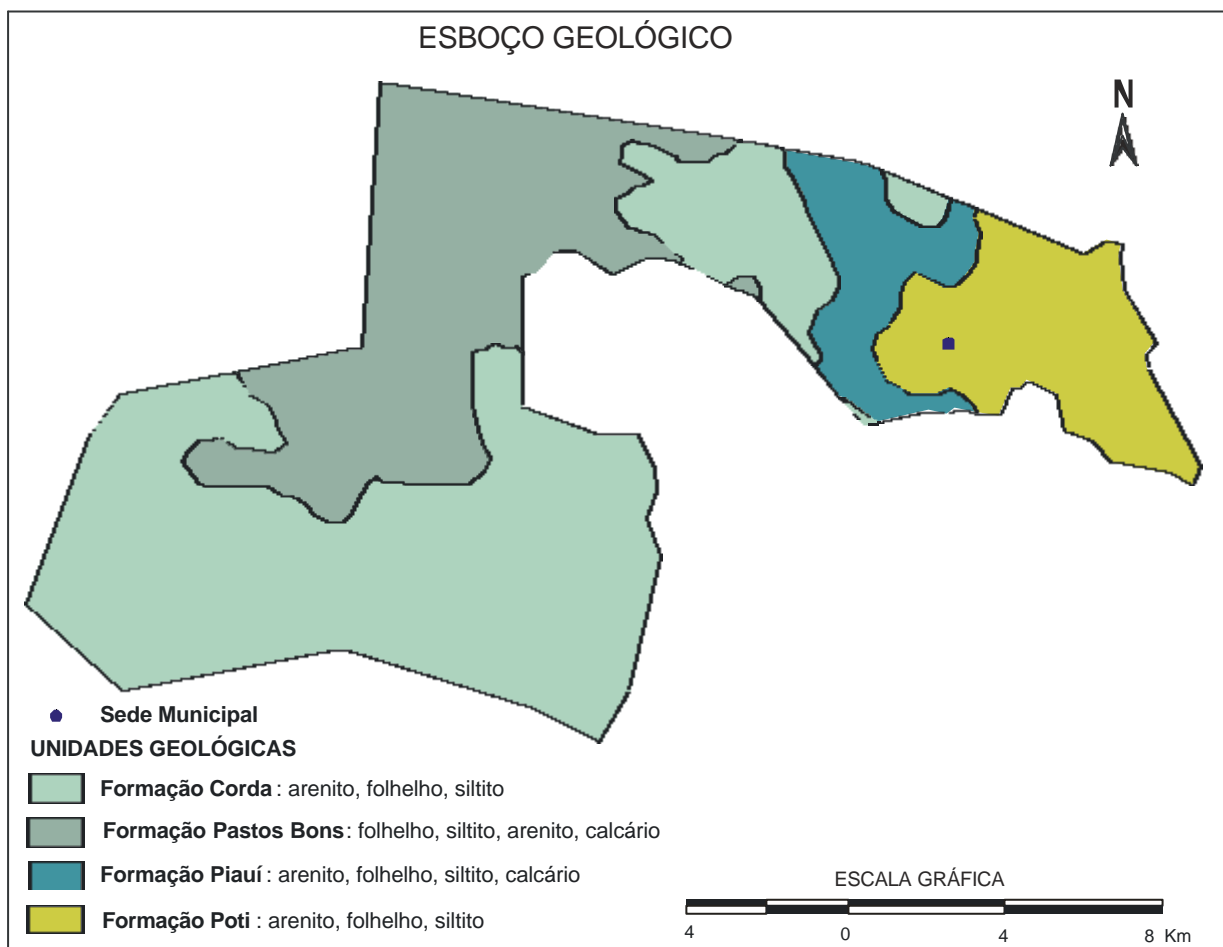 ESBOÇO GEOLÓGICO
N
Sede Municipal
UNIDADES GEOLÓGICAS
Formação Corda : arenito, folhelho, siltito
Formação Pastos Bons : folhelho, siltito, arenito, calcário
Formação Piauí : arenito, folhelho, siltito, calcário
Formação Poti : arenito, folhelho, siltito
ESCALA GRÁFICA
4 0 4 8 Km